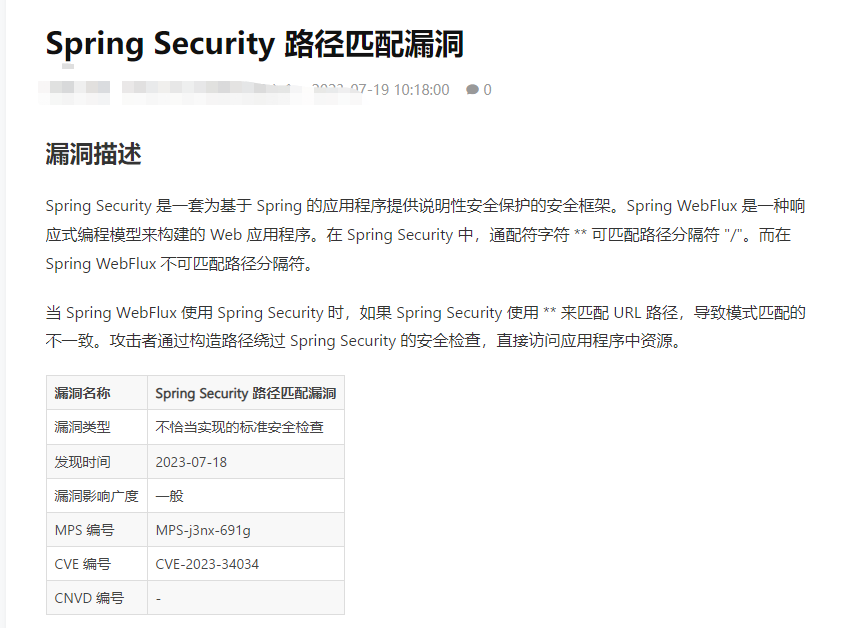 Spring Security 路径匹配漏洞
2023-07-19 10:18:00 0
漏洞描述
Spring Security 是一套为基于 Spring 的应用程序提供说明性安全保护的安全框架。Spring WebFlux 是一种响
应式编程模型来构建的 Web 应用程序。在 Spring Security 中，通配符字符 ** 可匹配路径分隔符 "/"。而在
Spring WebFlux 不可匹配路径分隔符。
当 Spring WebFlux 使用 Spring Security 时，如果 Spring Security 使用 ** 来匹配 URL 路径，导致模式匹配的
不一致。攻击者通过构造路径绕过 Spring Security 的安全检查，直接访问应用程序中资源。
漏洞名称 Spring Security 路径匹配漏洞
漏洞类型 不恰当实现的标准安全检查
发现时间 2023-07-18
漏洞影响广度 一般
MPS 编号 MPS-j3nx-691g
CVE 编号 CVE-2023-34034
CNVD 编号 -